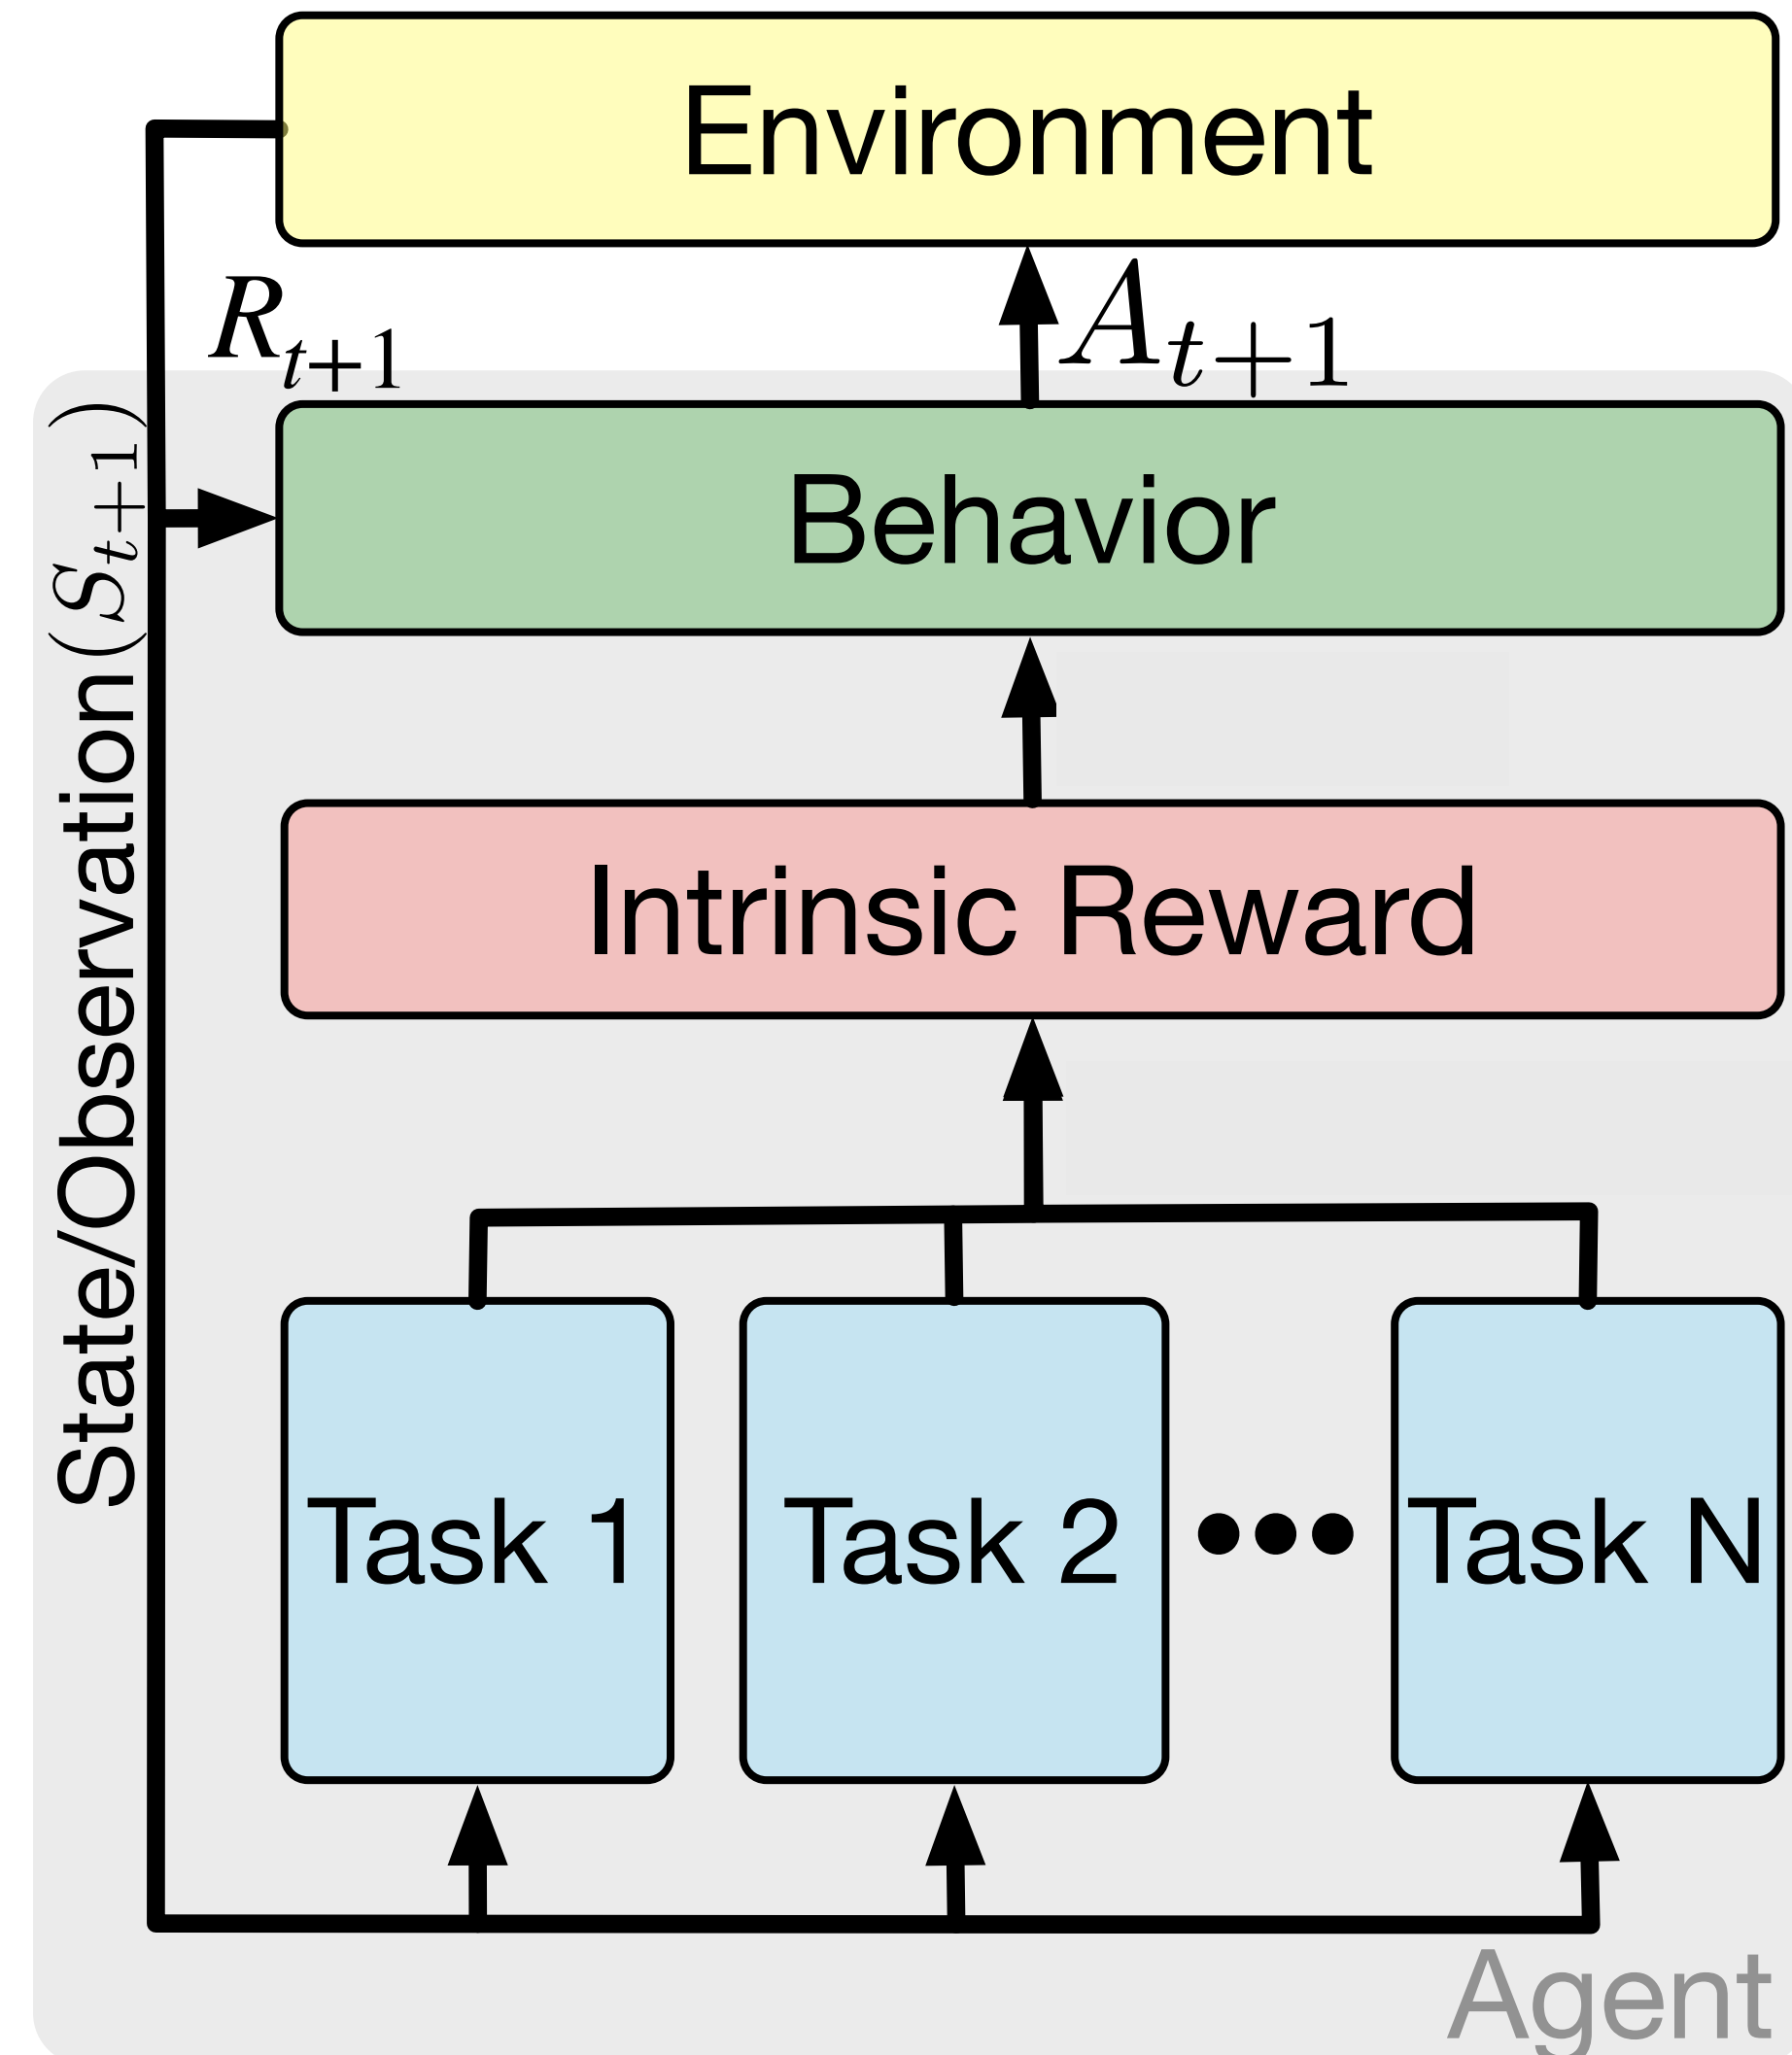 Environment
R_{t+1}
A_{t+1}
State/Observation (S_{t+1})
Behavior
Intrinsic Reward
Task 1
Task 2
Task N
Agent